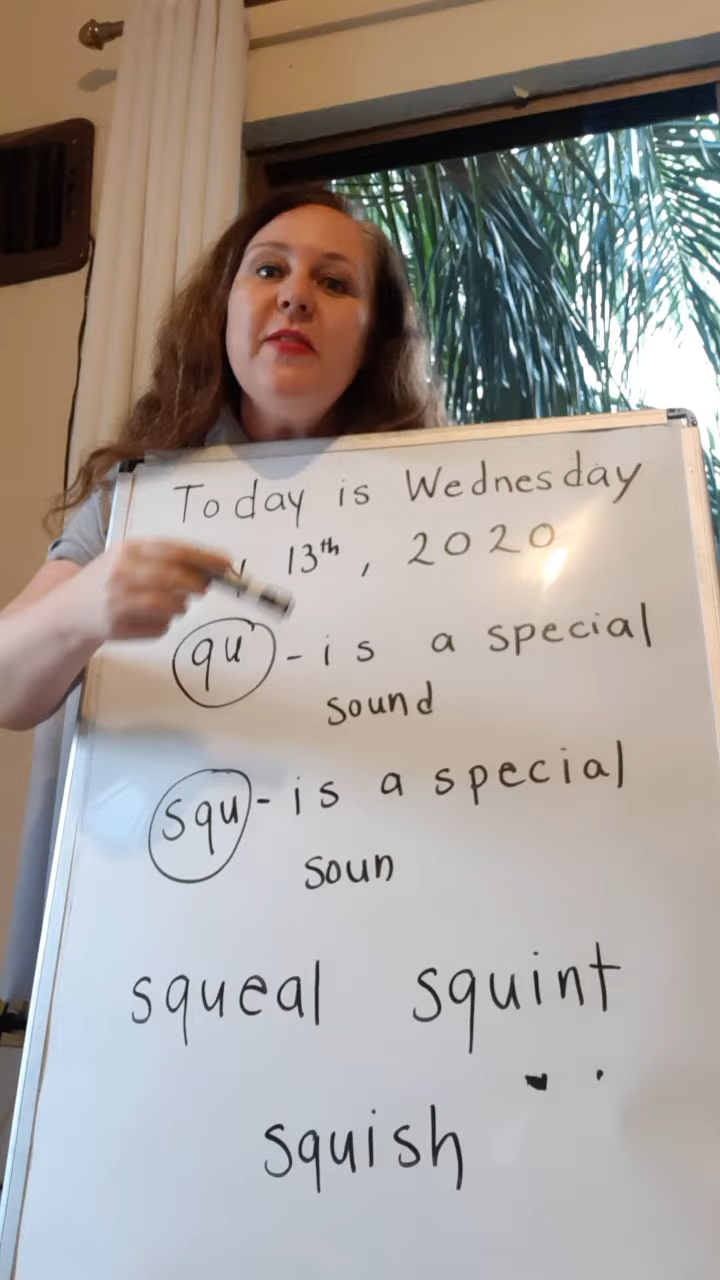 Today is Wednesday
13th, 2020
qu - is a special
sound
squ - is a special
soun
squeal squint
squish